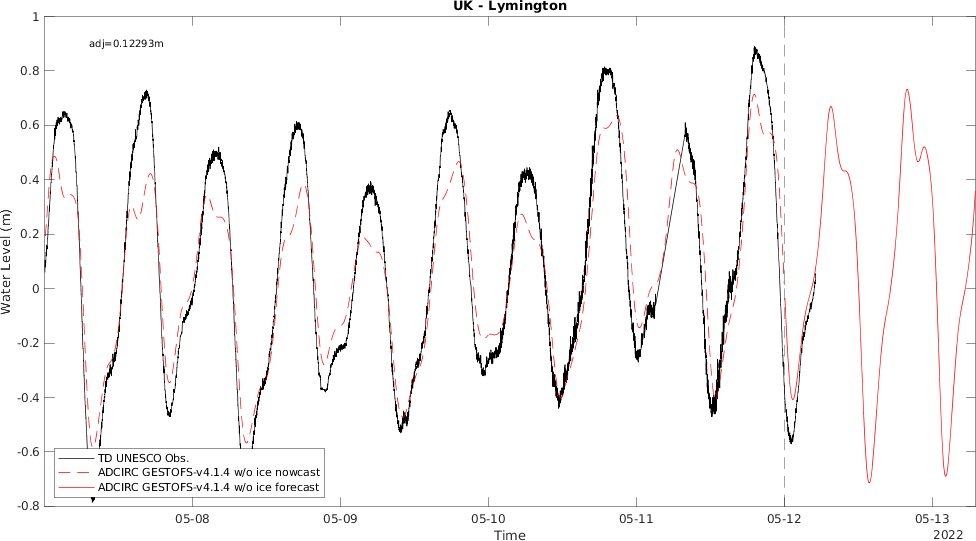 UK - Lymington
adj=0.12293m
Water Level (m)
1
0.8
0.6
0.4
0.2
0
-0.2
-0.4
-0.6
-0.8
TD UNESCO Obs.
ADCIRC GESTOFS-v4.1.4 w/o ice nowcast
ADCIRC GESTOFS-v4.1.4 w/o ice forecast
05-08
05-09
05-10
05-11
05-12
05-13
Time
2022